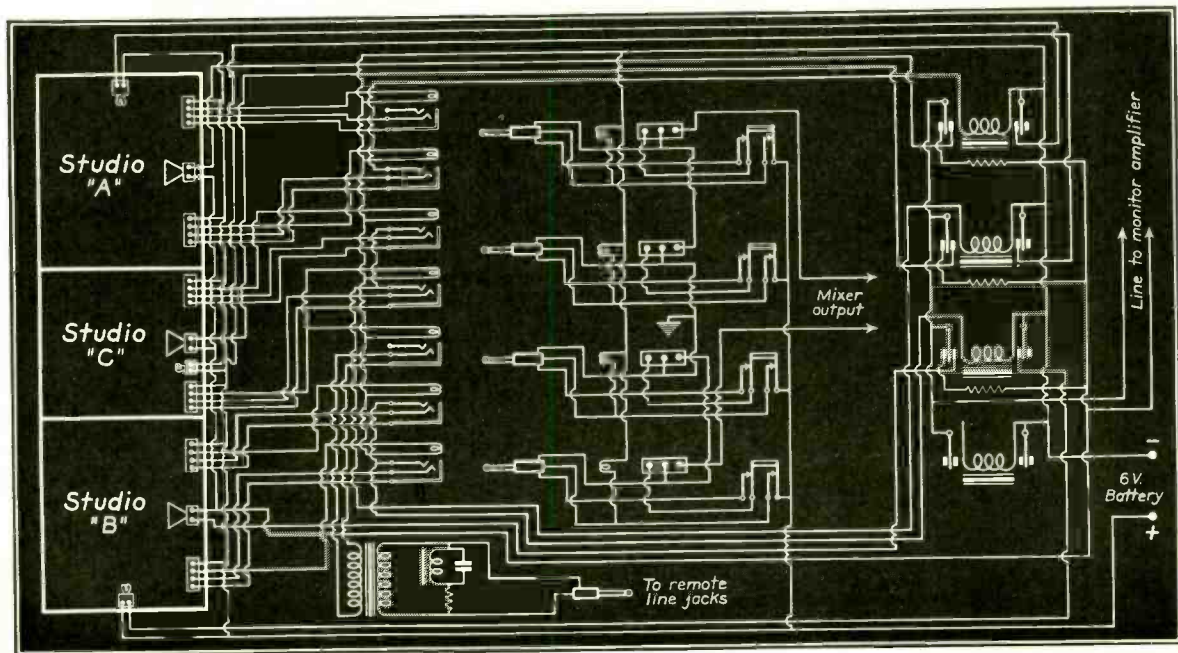 Studio
"A"
Studio
"C"
Studio
"B"
Mixer
output
To remote
line jacks
Line to monitor amplifier
6V.
Battery
−
+